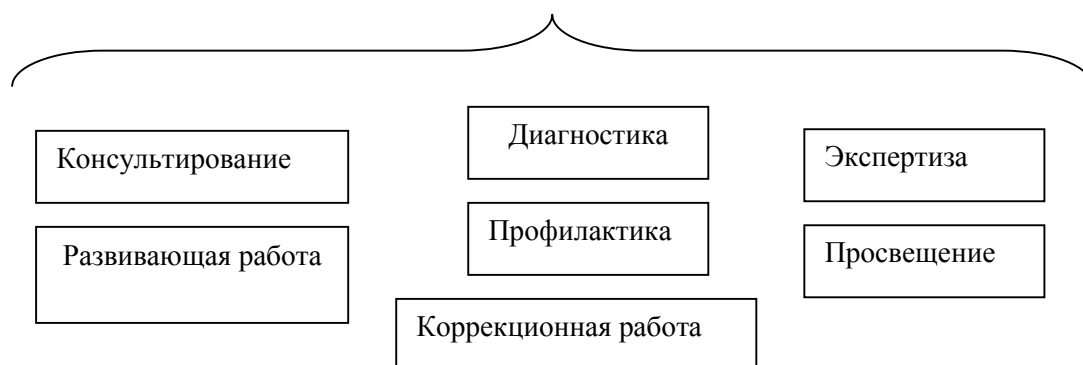 Консультирование
Диагностика
Экспертиза
Развивающая работа
Профилактика
Просвещение
Коррекционная работа